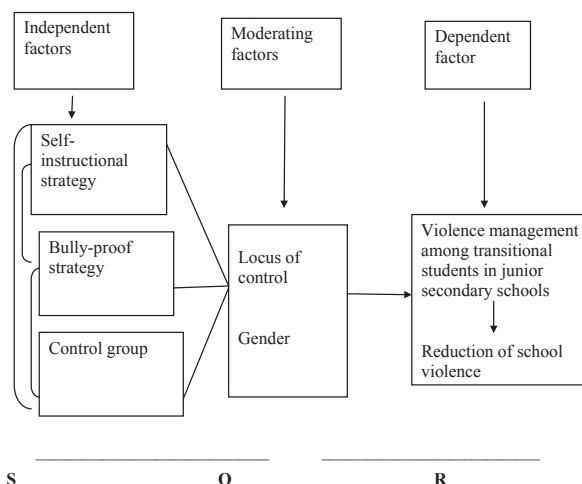 Independent
factors
Moderating
factors
Dependent
factor
Self-
instructional
strategy
Bully-proof
strategy
Control group
Locus of
control
Gender
Violence management
among transitional
students in junior
secondary schools
Reduction of school
violence
S O R